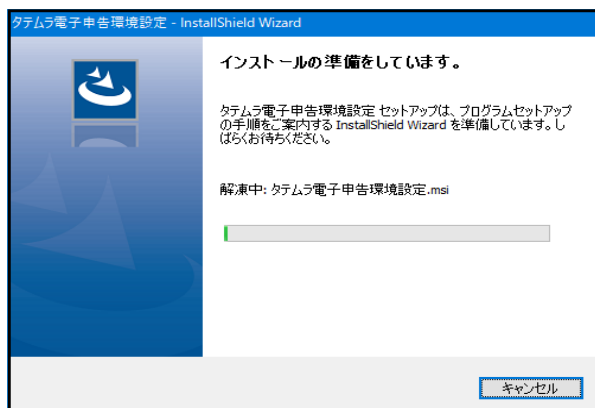 タテムラ電子申告環境設定 - InstallShield Wizard
インストールの準備をしています。
タテムラ電子申告環境設定 セットアップは、プログラムセットアップ
の手順をご案内する InstallShield Wizard を準備しています。し
ばらくお待ちください。
解凍中: タテムラ電子申告環境設定.msi
キャンセル